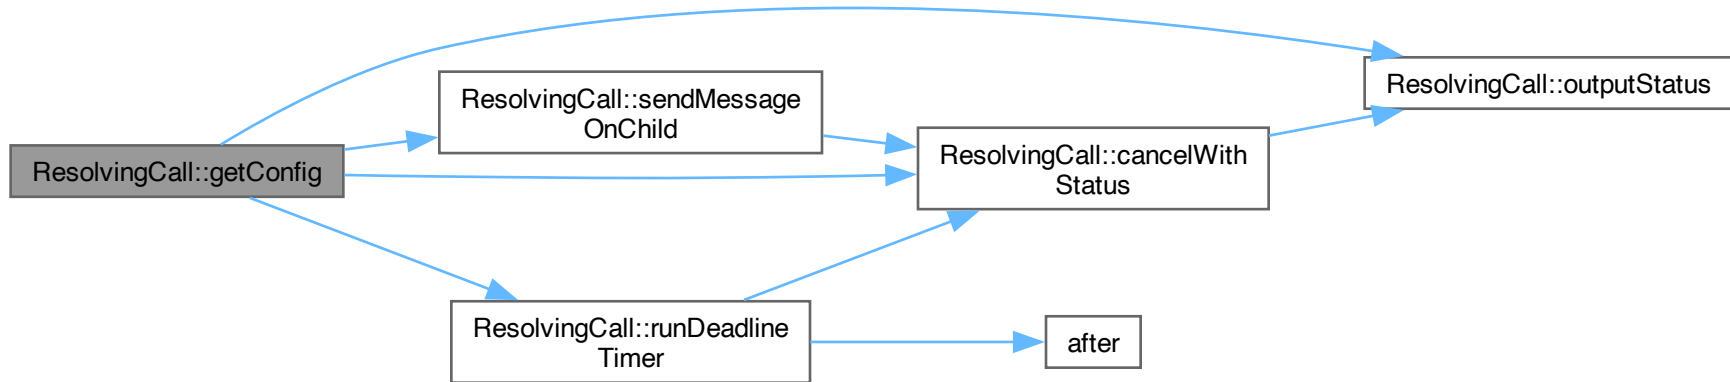 ResolvingCall::getConfig
ResolvingCall::sendMessage
OnChild
ResolvingCall::runDeadline
Timer
ResolvingCall::cancelWith
Status
after
ResolvingCall::outputStatus